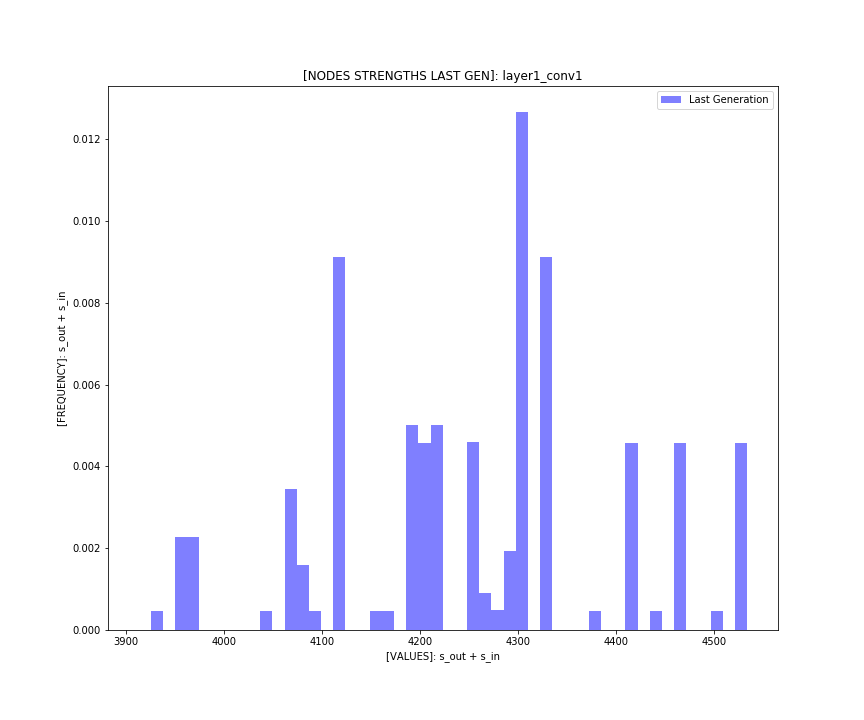 [NODES STRENGTHS LAST GEN]: layer1_conv1
Last Generation
0.012
0.010
0.008
0.006
0.004
0.002
0.000
[FREQUENCY]: s_out + s_in
3900 4000 4100 4200 4300 4400 4500
[VALUES]: s_out + s_in